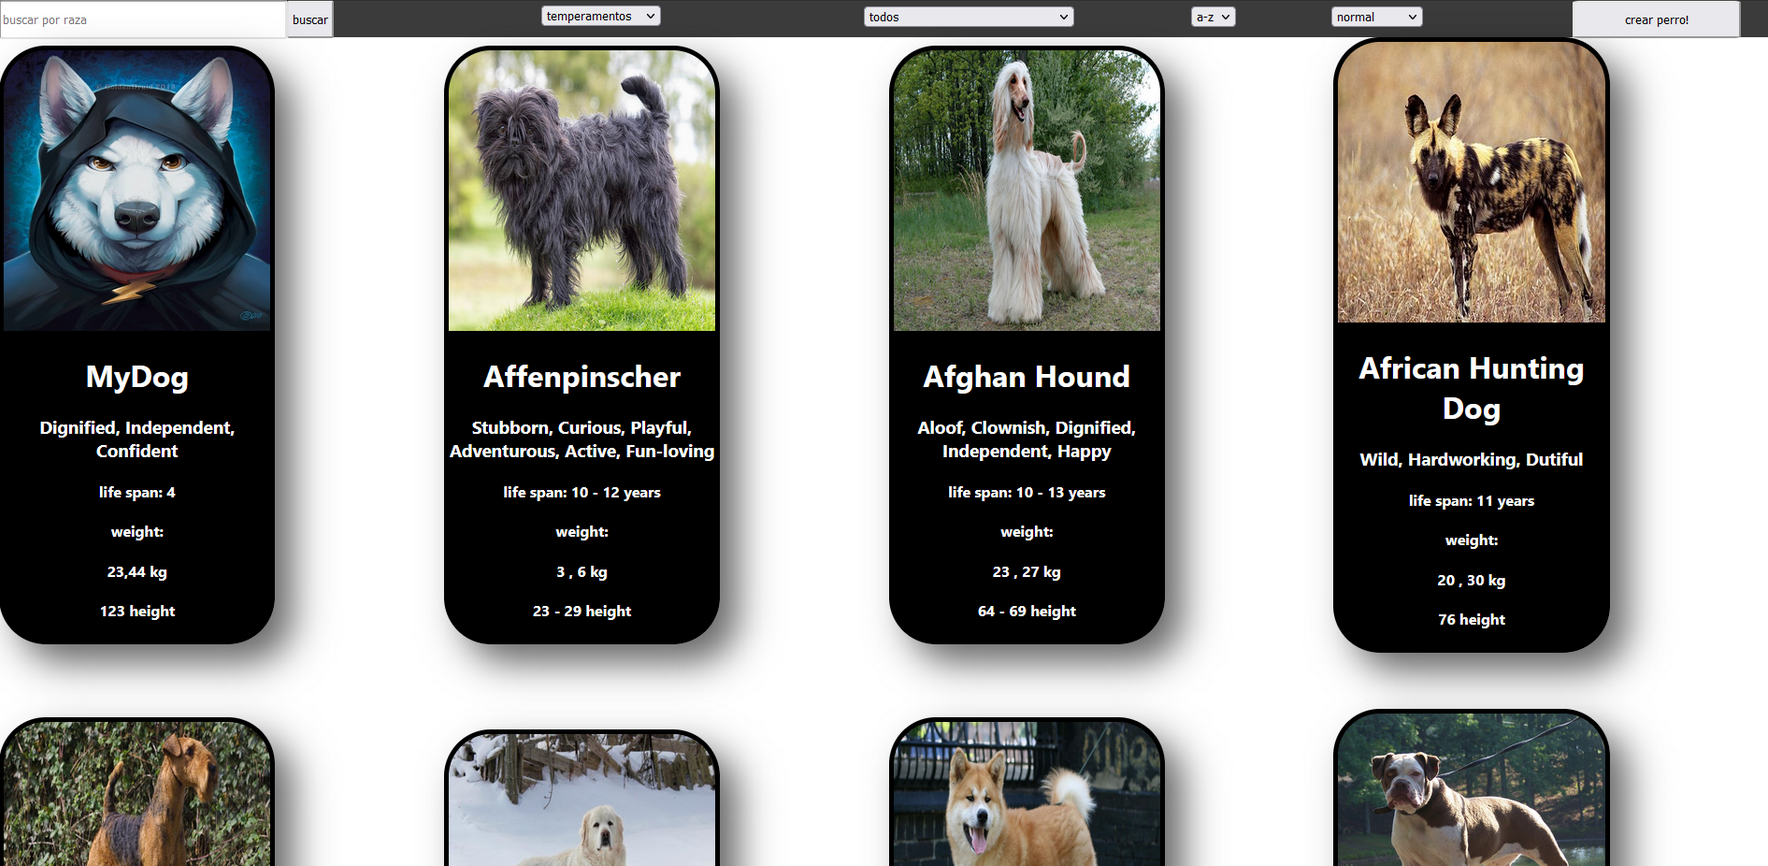 buscar por raza
buscar
temperamentos
todos
a-z
normal
crear perro!
MyDog
Dignified, Independent,
Confident
life span: 4
weight:
23,44 kg
123 height
Affenpinscher
Stubborn, Curious, Playful,
Adventurous, Active, Fun-loving
life span: 10 - 12 years
weight:
3 , 6 kg
23 - 29 height
Afghan Hound
Aloof, Clownish, Dignified,
Independent, Happy
life span: 10 - 13 years
weight:
23 , 27 kg
64 - 69 height
African Hunting
Dog
Wild, Hardworking, Dutiful
life span: 11 years
weight:
20 , 30 kg
76 height